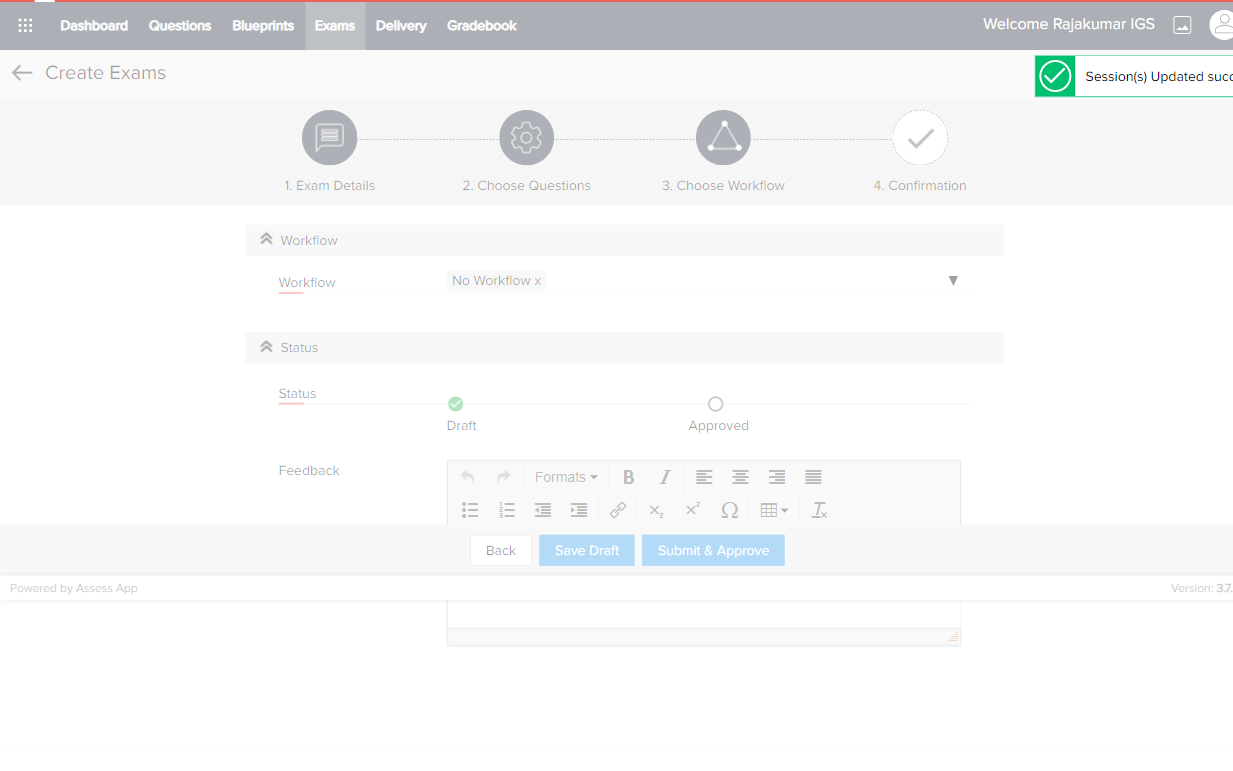 Dashboard Questions Blueprints Exams Delivery Gradebook Welcome Rajakumar IGS
Create Exams
Session(s) Updated succ
1. Exam Details 2. Choose Questions 3. Choose Workflow 4. Confirmation
Workflow
Workflow No Workflow x
Status
Status
Draft Approved
Feedback
Formats B I
Back Save Draft Submit & Approve
Powered by Assess App Version: 3.7.